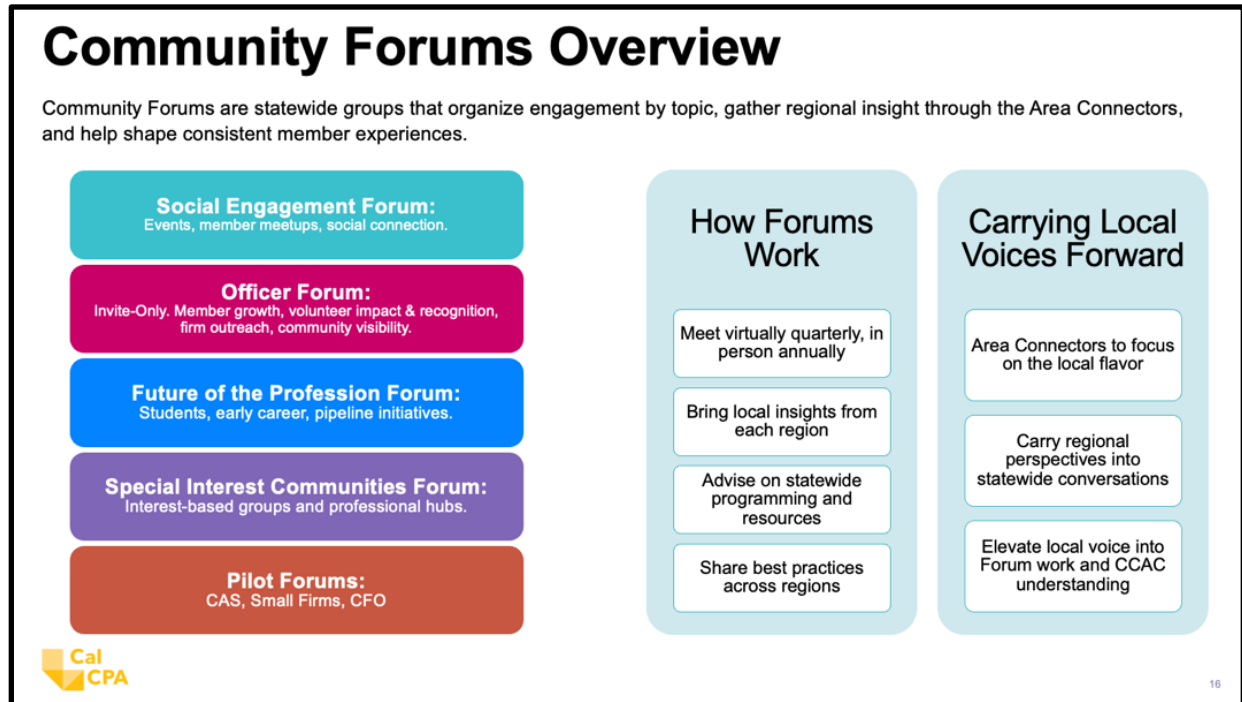 Community Forums Overview
Community Forums are statewide groups that organize engagement by topic, gather regional insight through the Area Connectors,
and help shape consistent member experiences.
Social Engagement Forum:
Events, member meetups, social connection.
Officer Forum:
Invite-Only. Member growth, volunteer impact & recognition,
firm outreach, community visibility.
Future of the Profession Forum:
Students, early career, pipeline initiatives.
Special Interest Communities Forum:
Interest-based groups and professional hubs.
Pilot Forums:
CAS, Small Firms, CFO
How Forums
Work
Meet virtually quarterly, in
person annually
Bring local insights from
each region
Advise on statewide
programming and
resources
Share best practices
across regions
Carrying Local
Voices Forward
Area Connectors to focus
on the local flavor
Carry regional
perspectives into
statewide conversations
Elevate local voice into
Forum work and CCAC
understanding
Cal
CPA
16